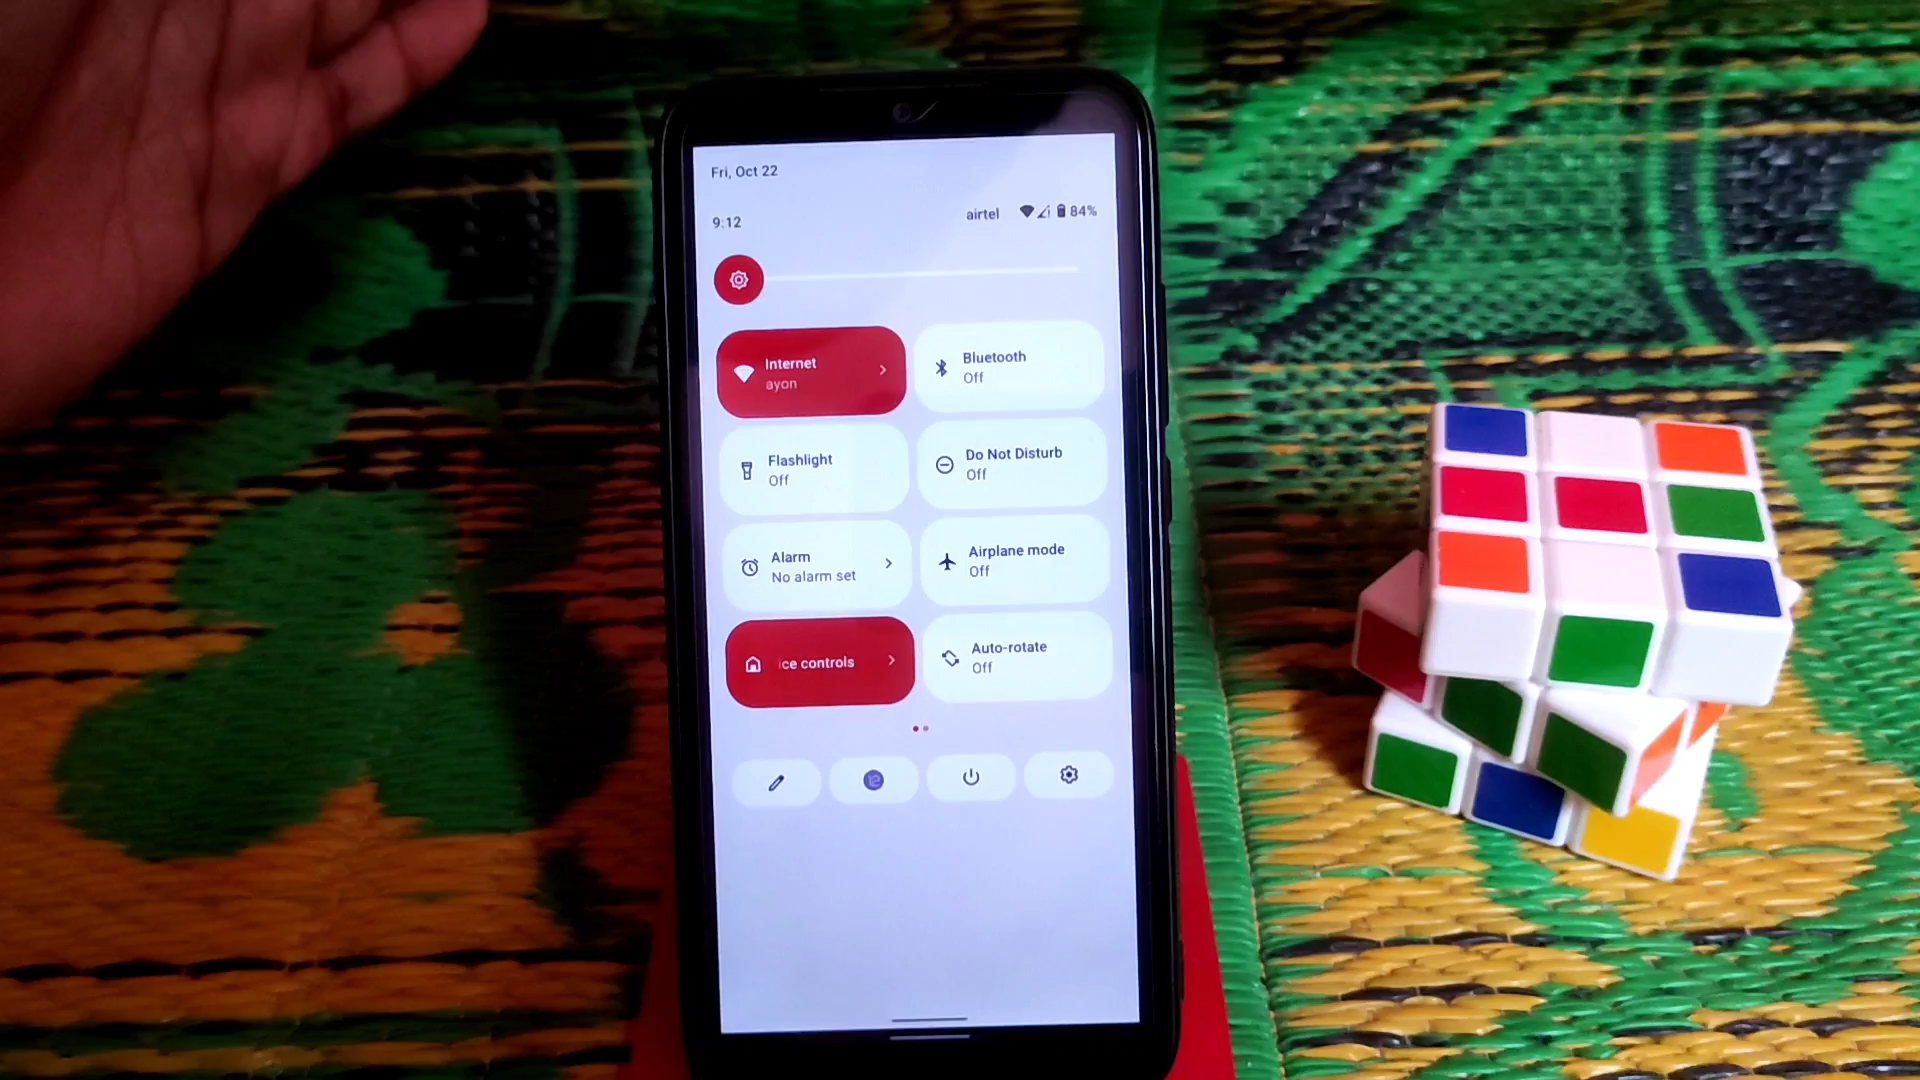 Fri, Oct 22
9:12
airtel
84%
Internet
ayon
Bluetooth
Off
Flashlight
Off
Do Not Disturb
Off
Alarm
No alarm set
Airplane mode
Off
ice controls
Auto-rotate
Off
12